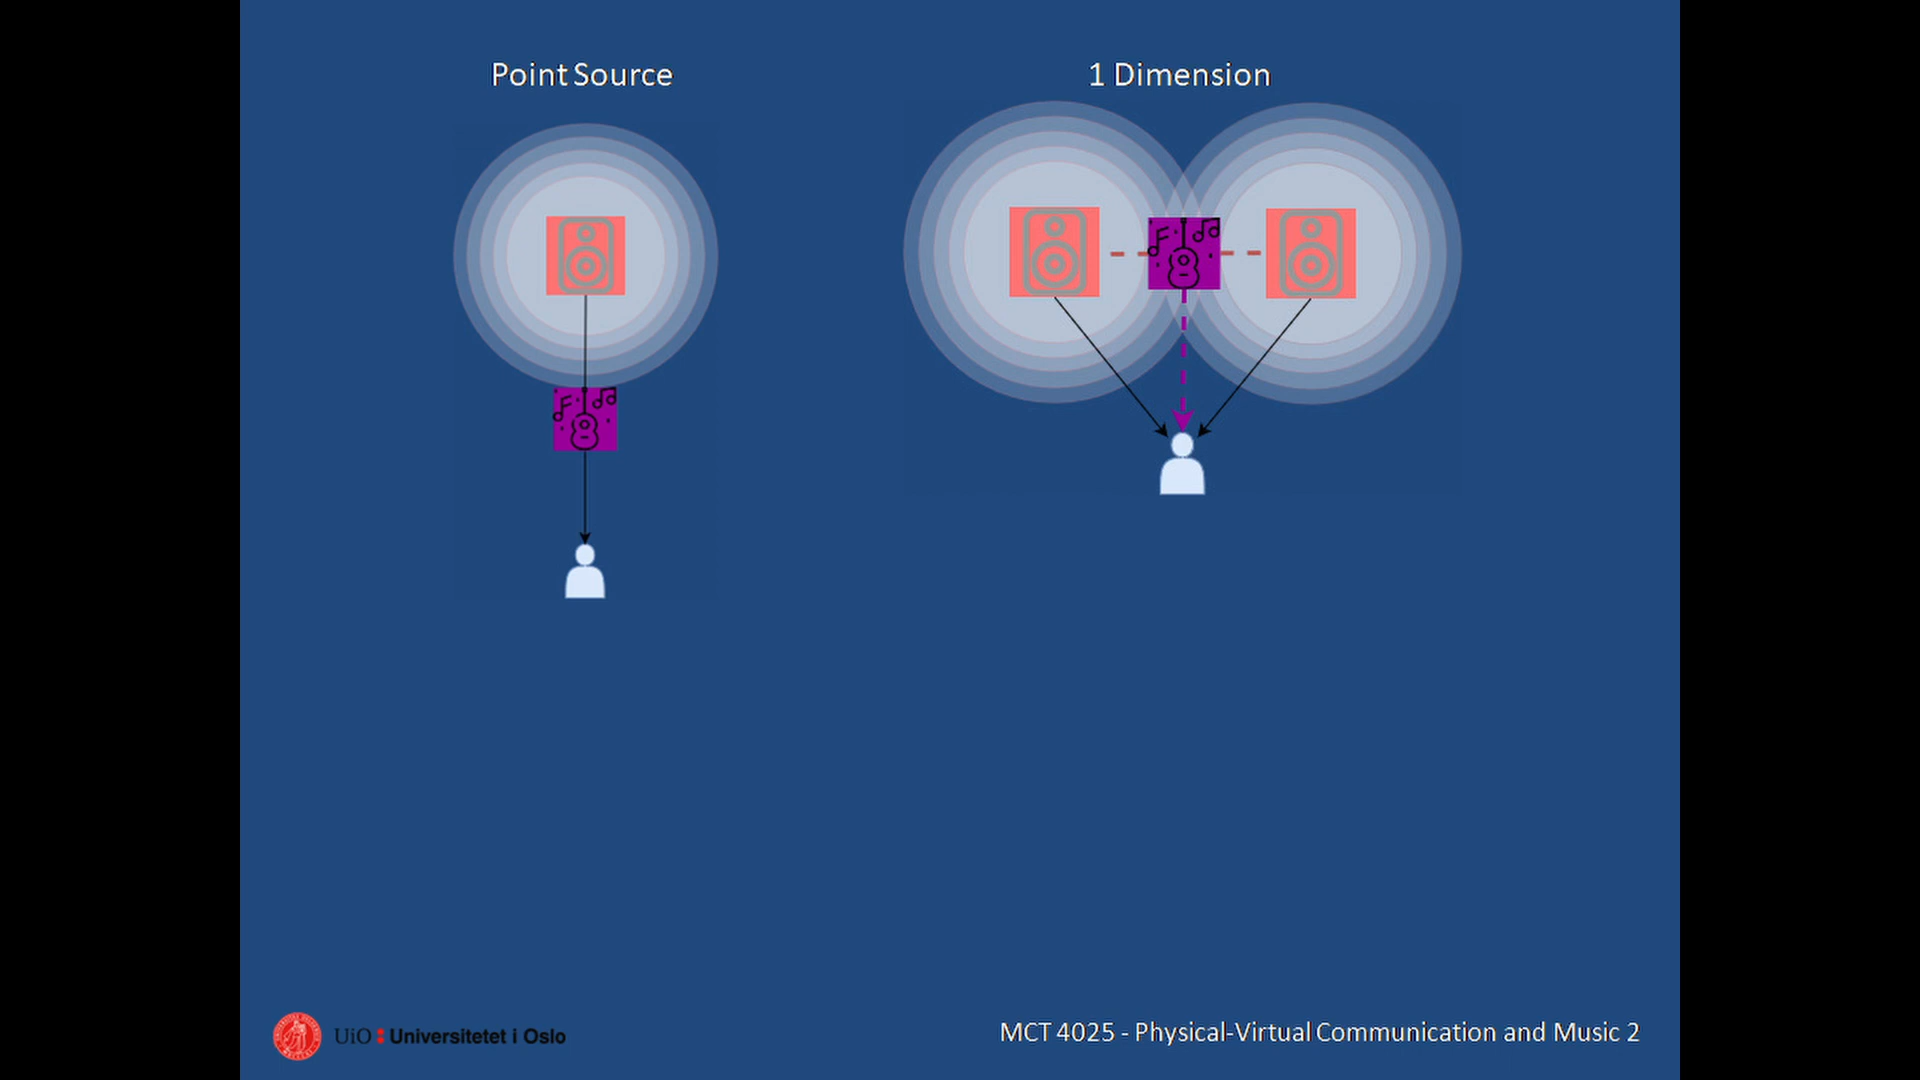 Point Source
1 Dimension
UiO : Universitetet i Oslo
MCT 4025 - Physical-Virtual Communication and Music 2